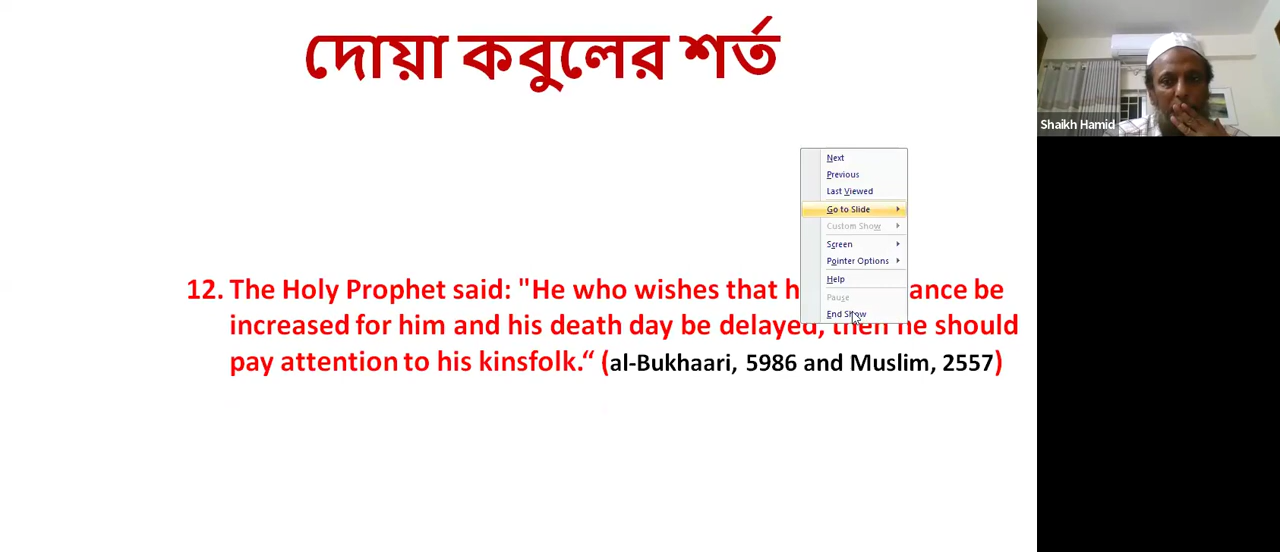 দোয়া কবুলের শর্ত
Shaikh Hamid
Next
Previous
Last Viewed
Go to Slide
Custom Show
Screen
Pointer Options
Help
Pause
End Show
12. The Holy Prophet said: "He who wishes that h ance be
increased for him and his death day be delayed, then he should
pay attention to his kinsfolk.“ (al-Bukhaari, 5986 and Muslim, 2557)